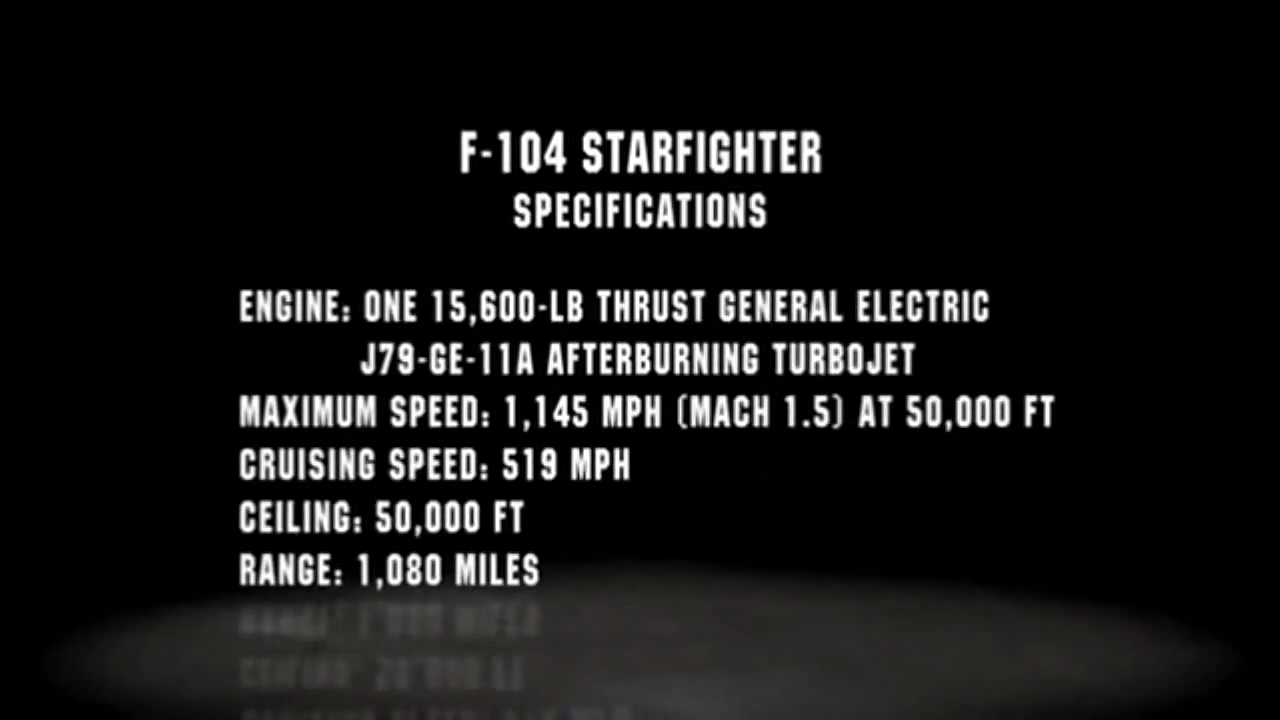 F-104 STARFIGHTER
SPECIFICATIONS
ENGINE: ONE 15,600-LB THRUST GENERAL ELECTRIC
J79-GE-11A AFTERBURNING TURBOJET
MAXIMUM SPEED: 1,145 MPH (MACH 1.5) AT 50,000 FT
CRUISING SPEED: 519 MPH
CEILING: 50,000 FT
RANGE: 1,080 MILES